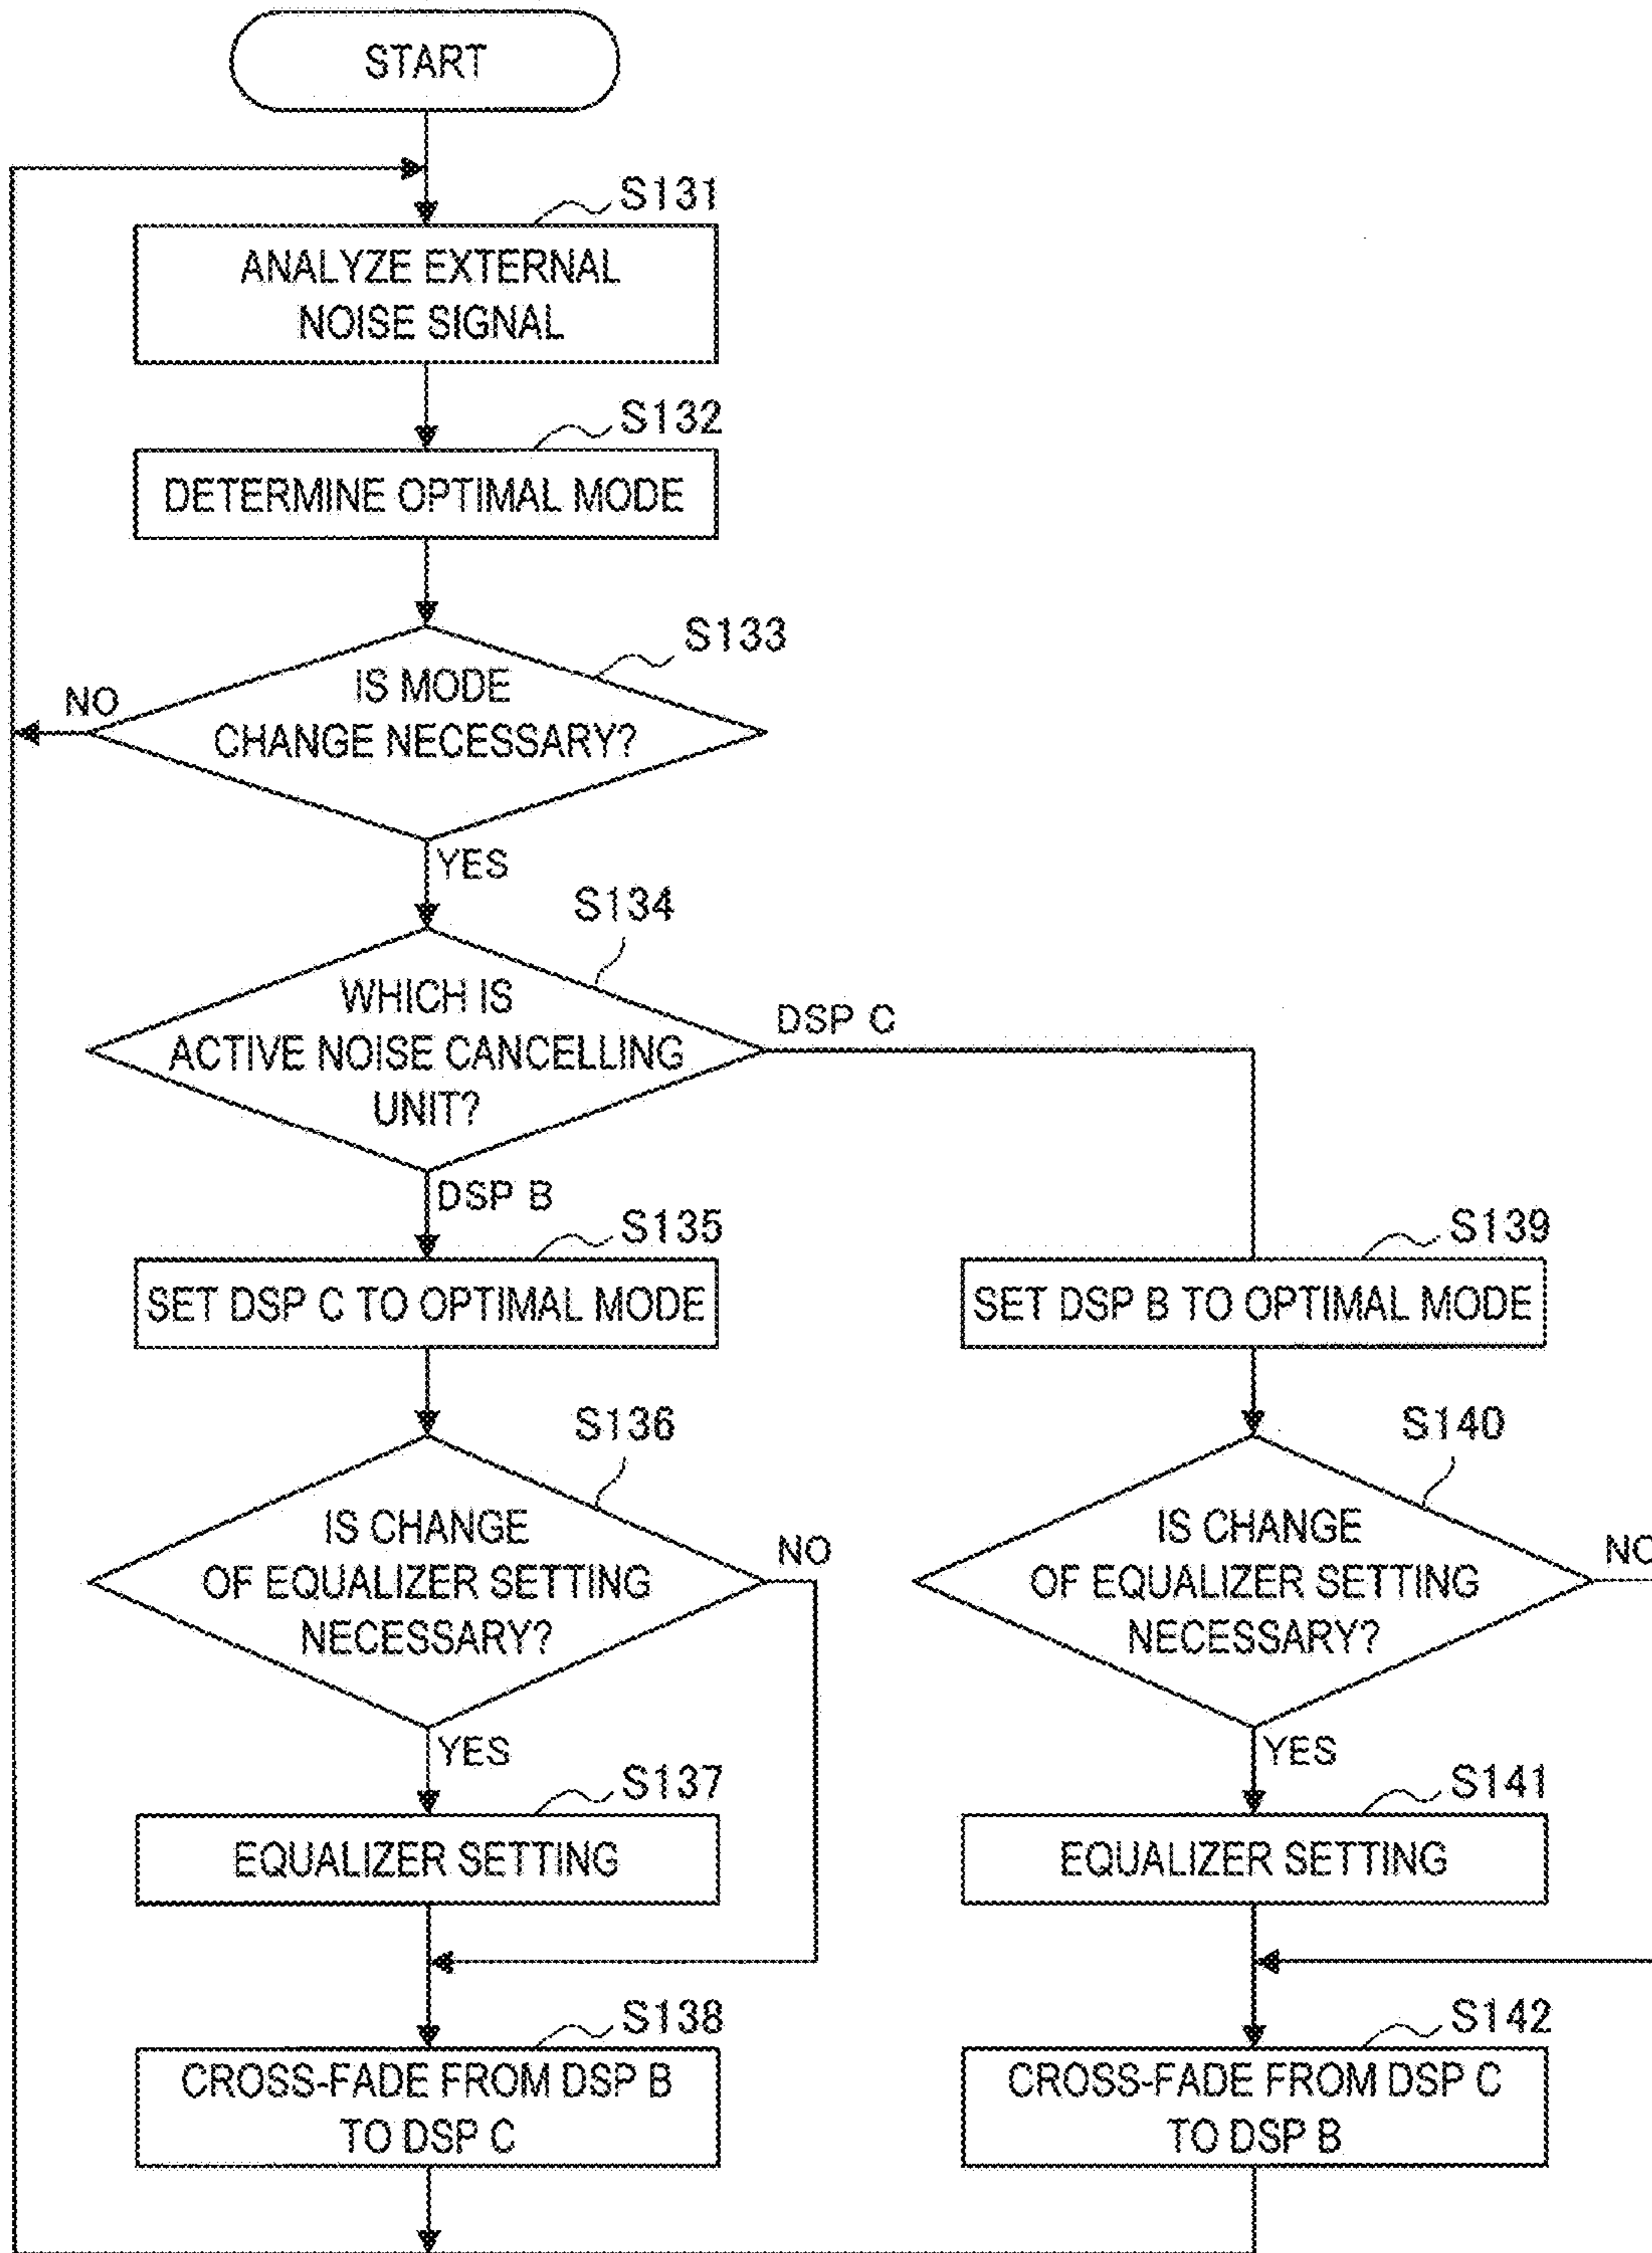 START
S131
ANALYZE EXTERNAL
NOISE SIGNAL
S132
DETERMINE OPTIMAL MODE
S133
IS MODE
CHANGE NECESSARY?
NO
YES
S134
WHICH IS
ACTIVE NOISE CANCELLING
UNIT?
DSP C
DSP B
S135
SET DSP C TO OPTIMAL MODE
S139
SET DSP B TO OPTIMAL MODE
S136
IS CHANGE
OF EQUALIZER SETTING
NECESSARY?
NO
YES
S140
IS CHANGE
OF EQUALIZER SETTING
NECESSARY?
NO
YES
S137
EQUALIZER SETTING
S141
EQUALIZER SETTING
S138
CROSS-FADE FROM DSP B
TO DSP C
S142
CROSS-FADE FROM DSP C
TO DSP B